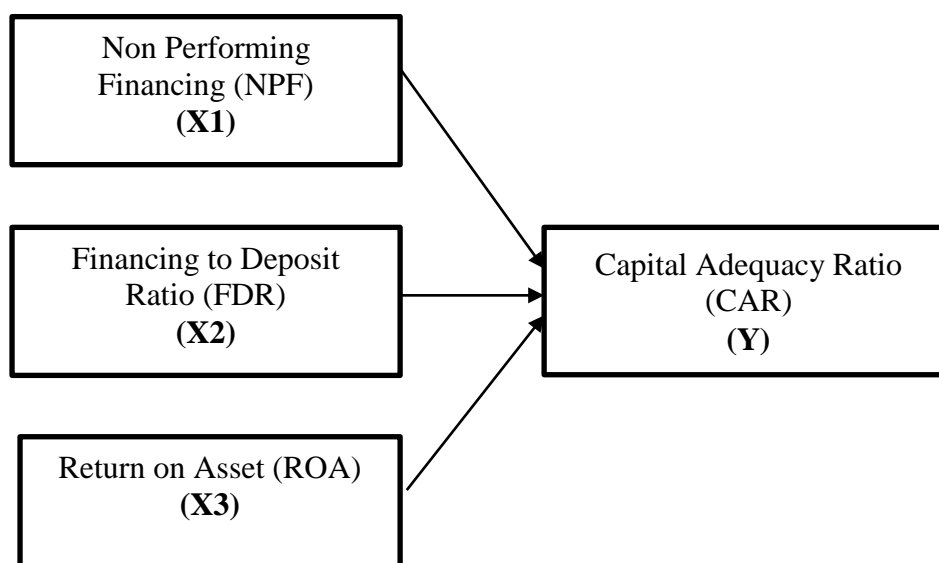 Non Performing
Financing (NPF)
(X1)
Financing to Deposit
Ratio (FDR)
(X2)
Capital Adequacy Ratio
(CAR)
(Y)
Return on Asset (ROA)
(X3)